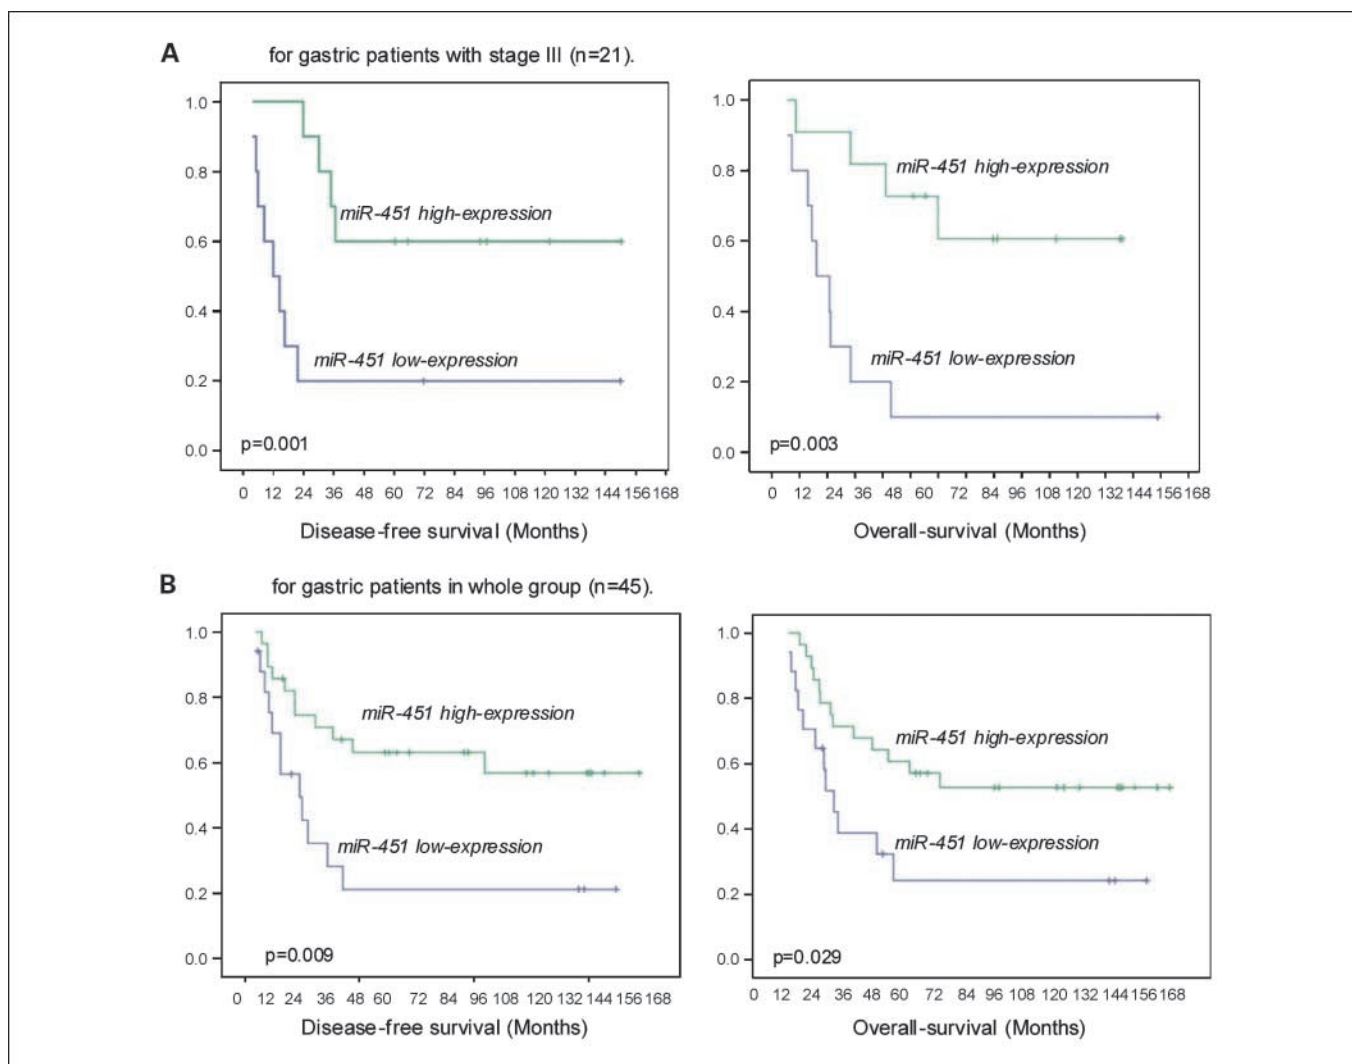 A for gastric patients with stage III (n=21).
1.0
0.8
0.6
0.4
0.2
0.0
miR-451 high-expression
miR-451 low-expression
p=0.001
0 12 24 36 48 60 72 84 96 108 120 132 144 156 168
Disease-free survival (Months)
1.0
0.8
0.6
0.4
0.2
0.0
miR-451 high-expression
miR-451 low-expression
p=0.003
0 12 24 36 48 60 72 84 96 108 120 132 144 156 168
Overall-survival (Months)
B for gastric patients in whole group (n=45).
1.0
0.8
0.6
0.4
0.2
0.0
miR-451 high-expression
miR-451 low-expression
p=0.009
0 12 24 36 48 60 72 84 96 108 120 132 144 156 168
Disease-free survival (Months)
1.0
0.8
0.6
0.4
0.2
0.0
miR-451 high-expression
miR-451 low-expression
p=0.029
0 12 24 36 48 60 72 84 96 108 120 132 144 156 168
Overall-survival (Months)